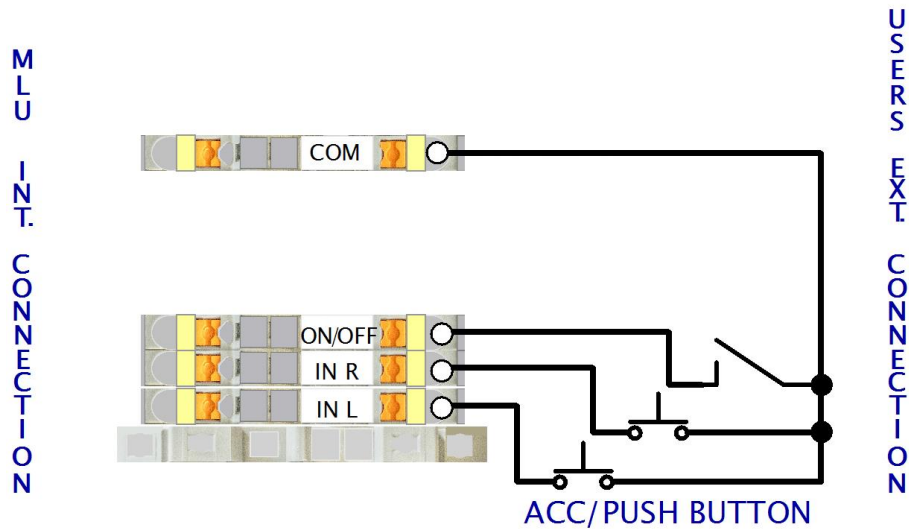 MLU INT. CONNECTION
COM
ON/OFF
IN R
IN L
ACC/PUSH BUTTON
USERS EXT. CONNECTION